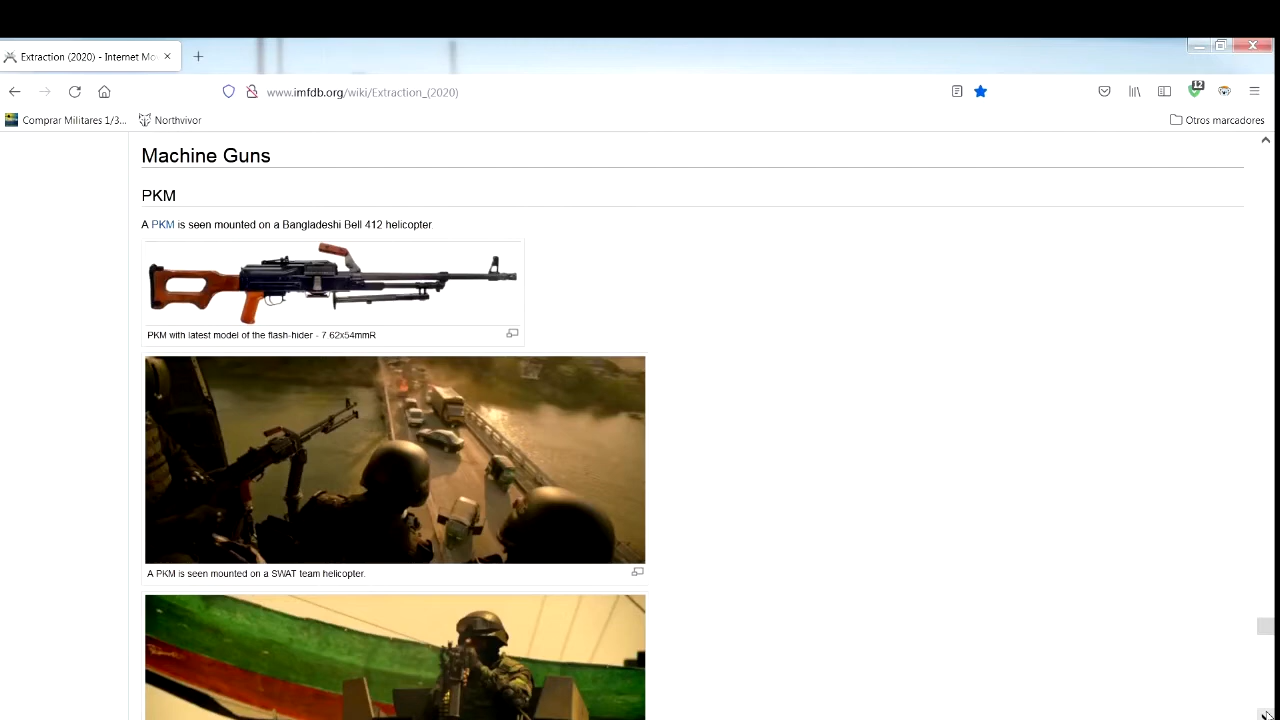 Extraction (2020) - Internet Mo
www.imfdb.org/wiki/Extraction_(2020)
12
Comprar Militares 1/3...
Northvivor
Otros marcadores
Machine Guns
PKM
A PKM is seen mounted on a Bangladeshi Bell 412 helicopter.
PKM with latest model of the flash-hider - 7.62x54mmR
A PKM is seen mounted on a SWAT team helicopter.